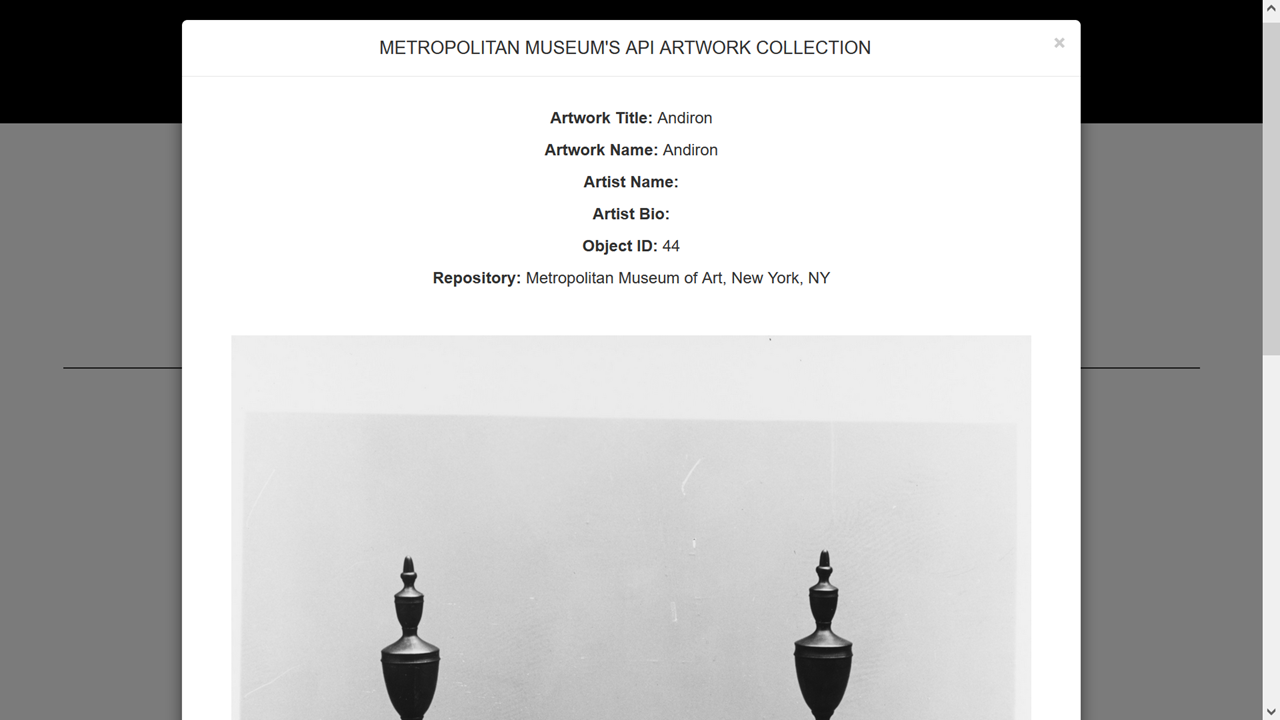 METROPOLITAN MUSEUM'S API ARTWORK COLLECTION
×
Artwork Title: Andiron
Artwork Name: Andiron
Artist Name:
Artist Bio:
Object ID: 44
Repository: Metropolitan Museum of Art, New York, NY